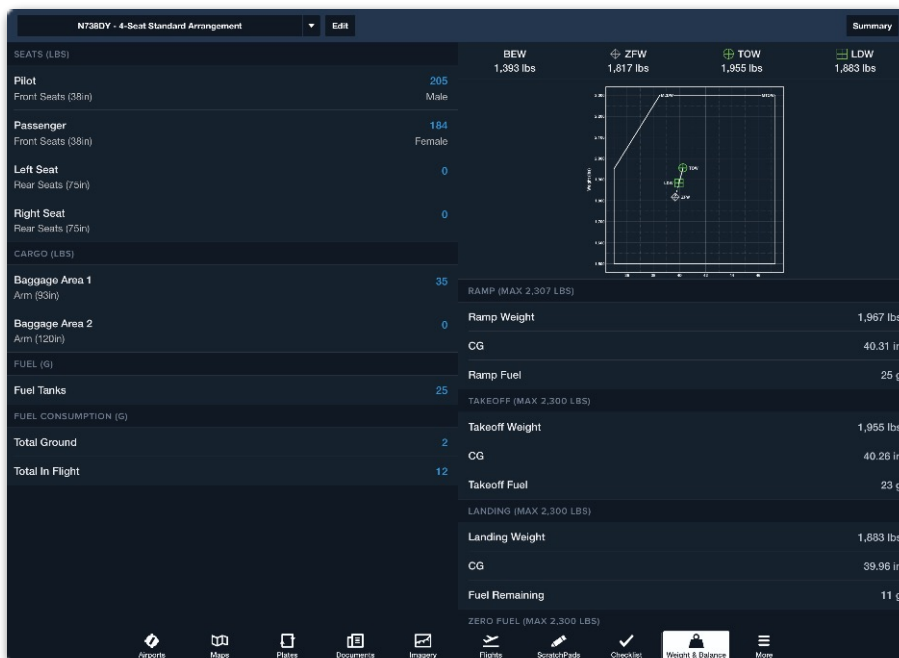 N738DY - 4-Seat Standard Arrangement
Edit
Summary
SEATS (LBS)
Pilot 205
Front Seats (38in) Male
Passenger 184
Front Seats (38in) Female
Left Seat 0
Rear Seats (75in)
Right Seat 0
Rear Seats (75in)
CARGO (LBS)
Baggage Area 1 35
Arm (93in)
Baggage Area 2 0
Arm (120in)
FUEL (G)
Fuel Tanks 25
FUEL CONSUMPTION (G)
Total Ground 2
Total In Flight 12
BEW ZFW TOW LDW
1,393 lbs 1,817 lbs 1,955 lbs 1,883 lbs
TOW
LDW
ZFW
RAMP (MAX 2,307 LBS)
Ramp Weight 1,967 lbs
CG 40.31 in
Ramp Fuel 25 g
TAKEOFF (MAX 2,300 LBS)
Takeoff Weight 1,955 lbs
CG 40.26 in
Takeoff Fuel 23 g
LANDING (MAX 2,300 LBS)
Landing Weight 1,883 lbs
CG 39.96 in
Fuel Remaining 11 g
ZERO FUEL (MAX 2,300 LBS)
Airports Maps Plates Documents Imagery Flights ScratchPads Checklist Weight & Balance More